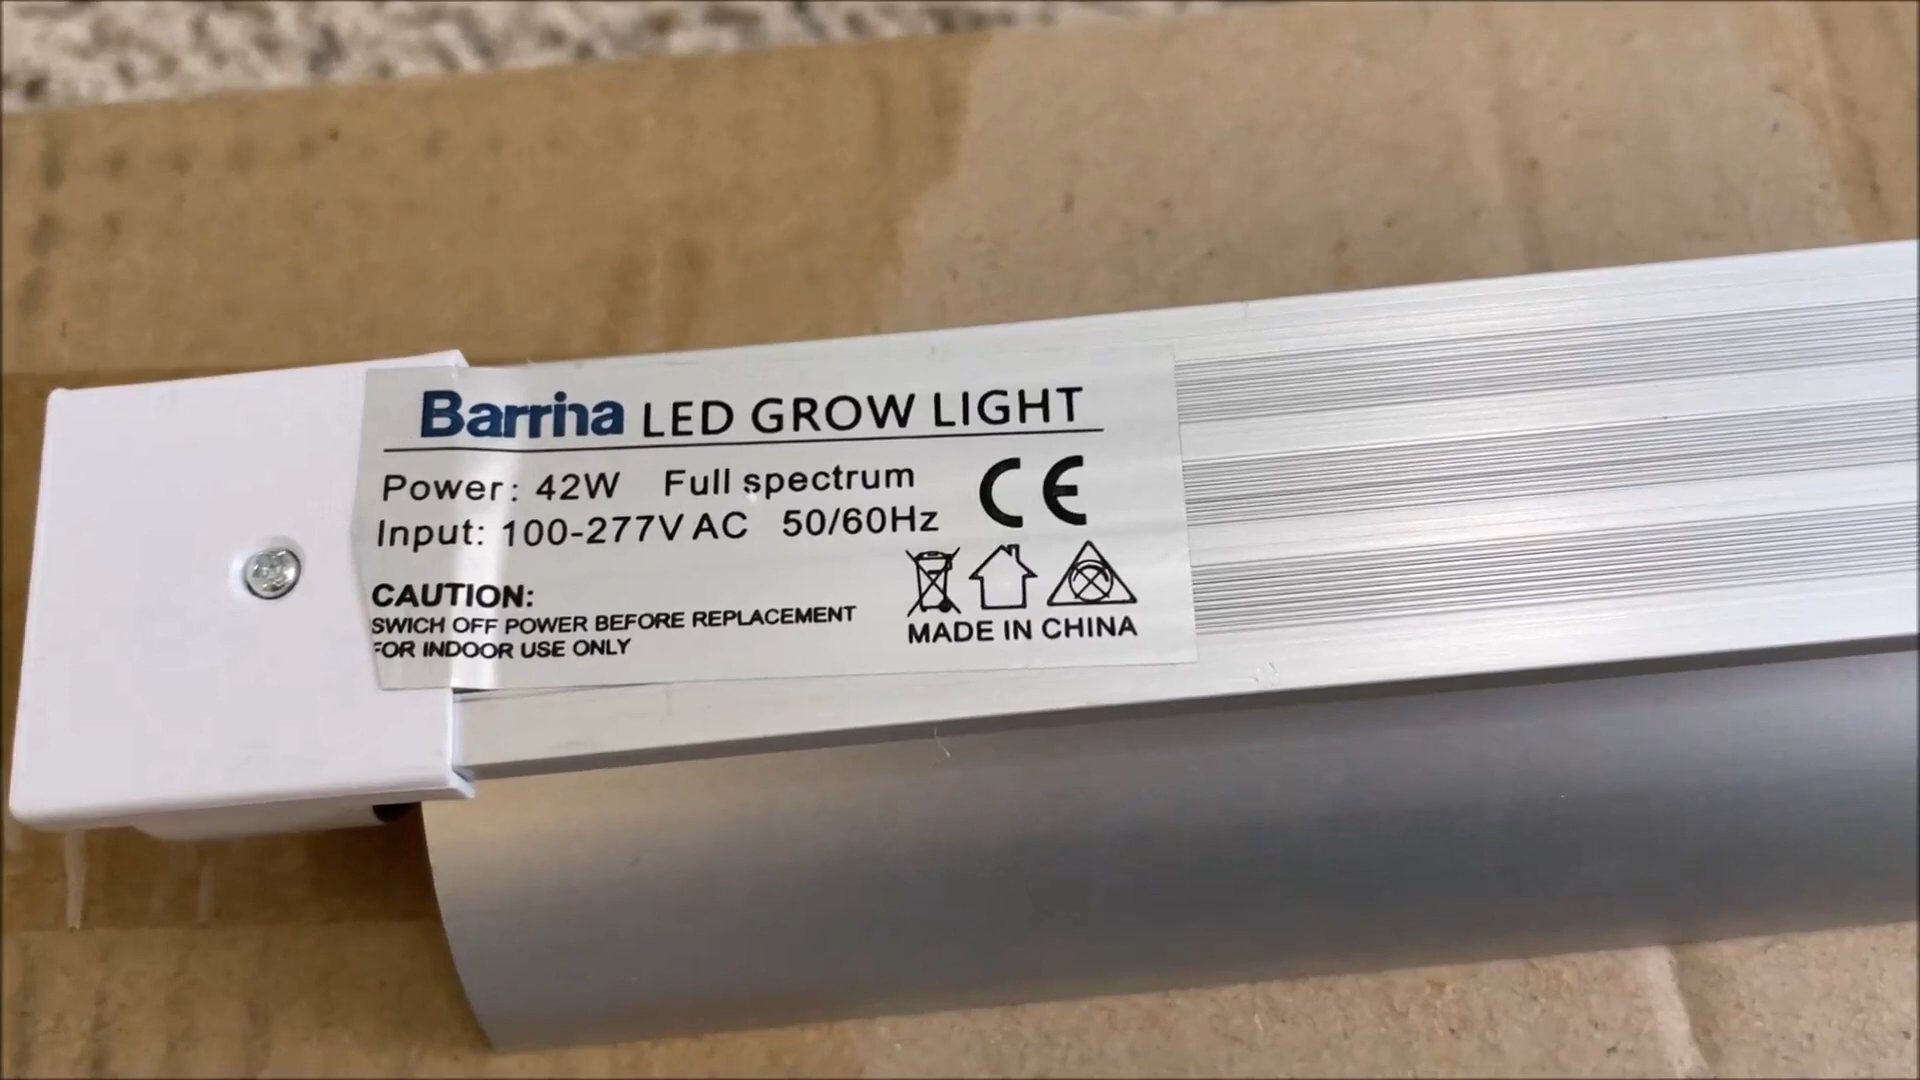 Barrina LED GROW LIGHT
Power: 42W Full spectrum
Input: 100-277V AC 50/60Hz
CE
CAUTION:
SWICH OFF POWER BEFORE REPLACEMENT
FOR INDOOR USE ONLY
MADE IN CHINA